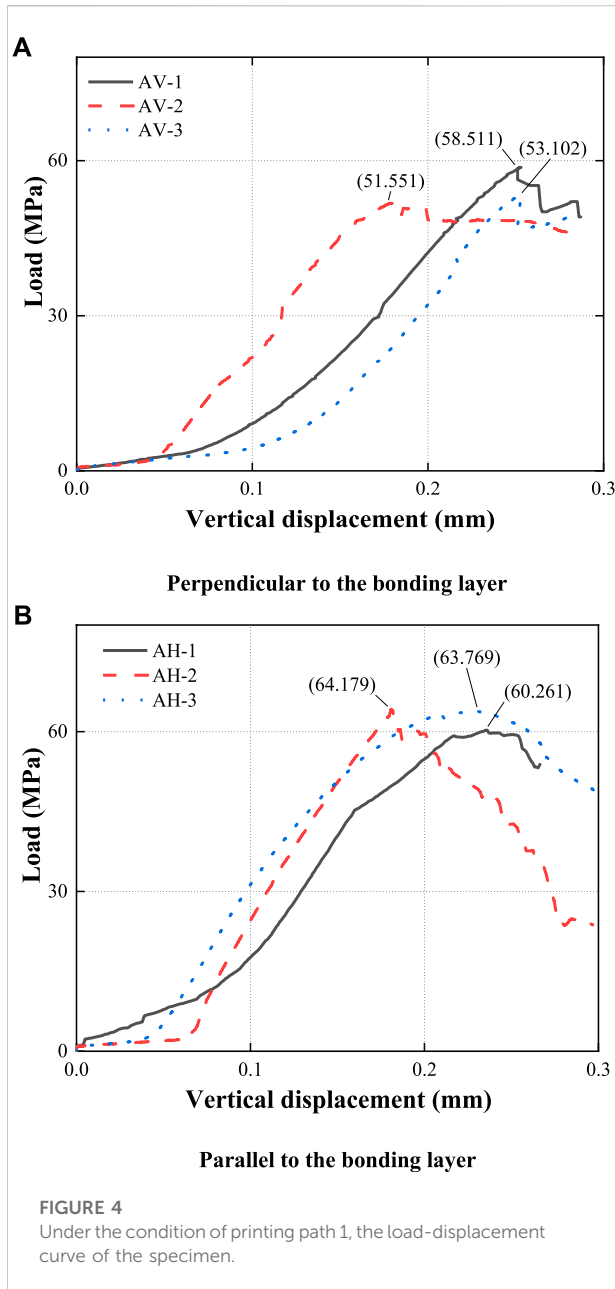 A
AV-1
AV-2
AV-3
(58.511)
(53.102)
(51.551)
60
30
0
Load (MPa)
0.0 0.1 0.2 0.3
Vertical displacement (mm)
Perpendicular to the bonding layer
B
AH-1
AH-2
AH-3
(63.769)
(64.179)
(60.261)
60
30
0
Load (MPa)
0.0 0.1 0.2 0.3
Vertical displacement (mm)
Parallel to the bonding layer
FIGURE 4
Under the condition of printing path 1, the load-displacement
curve of the specimen.